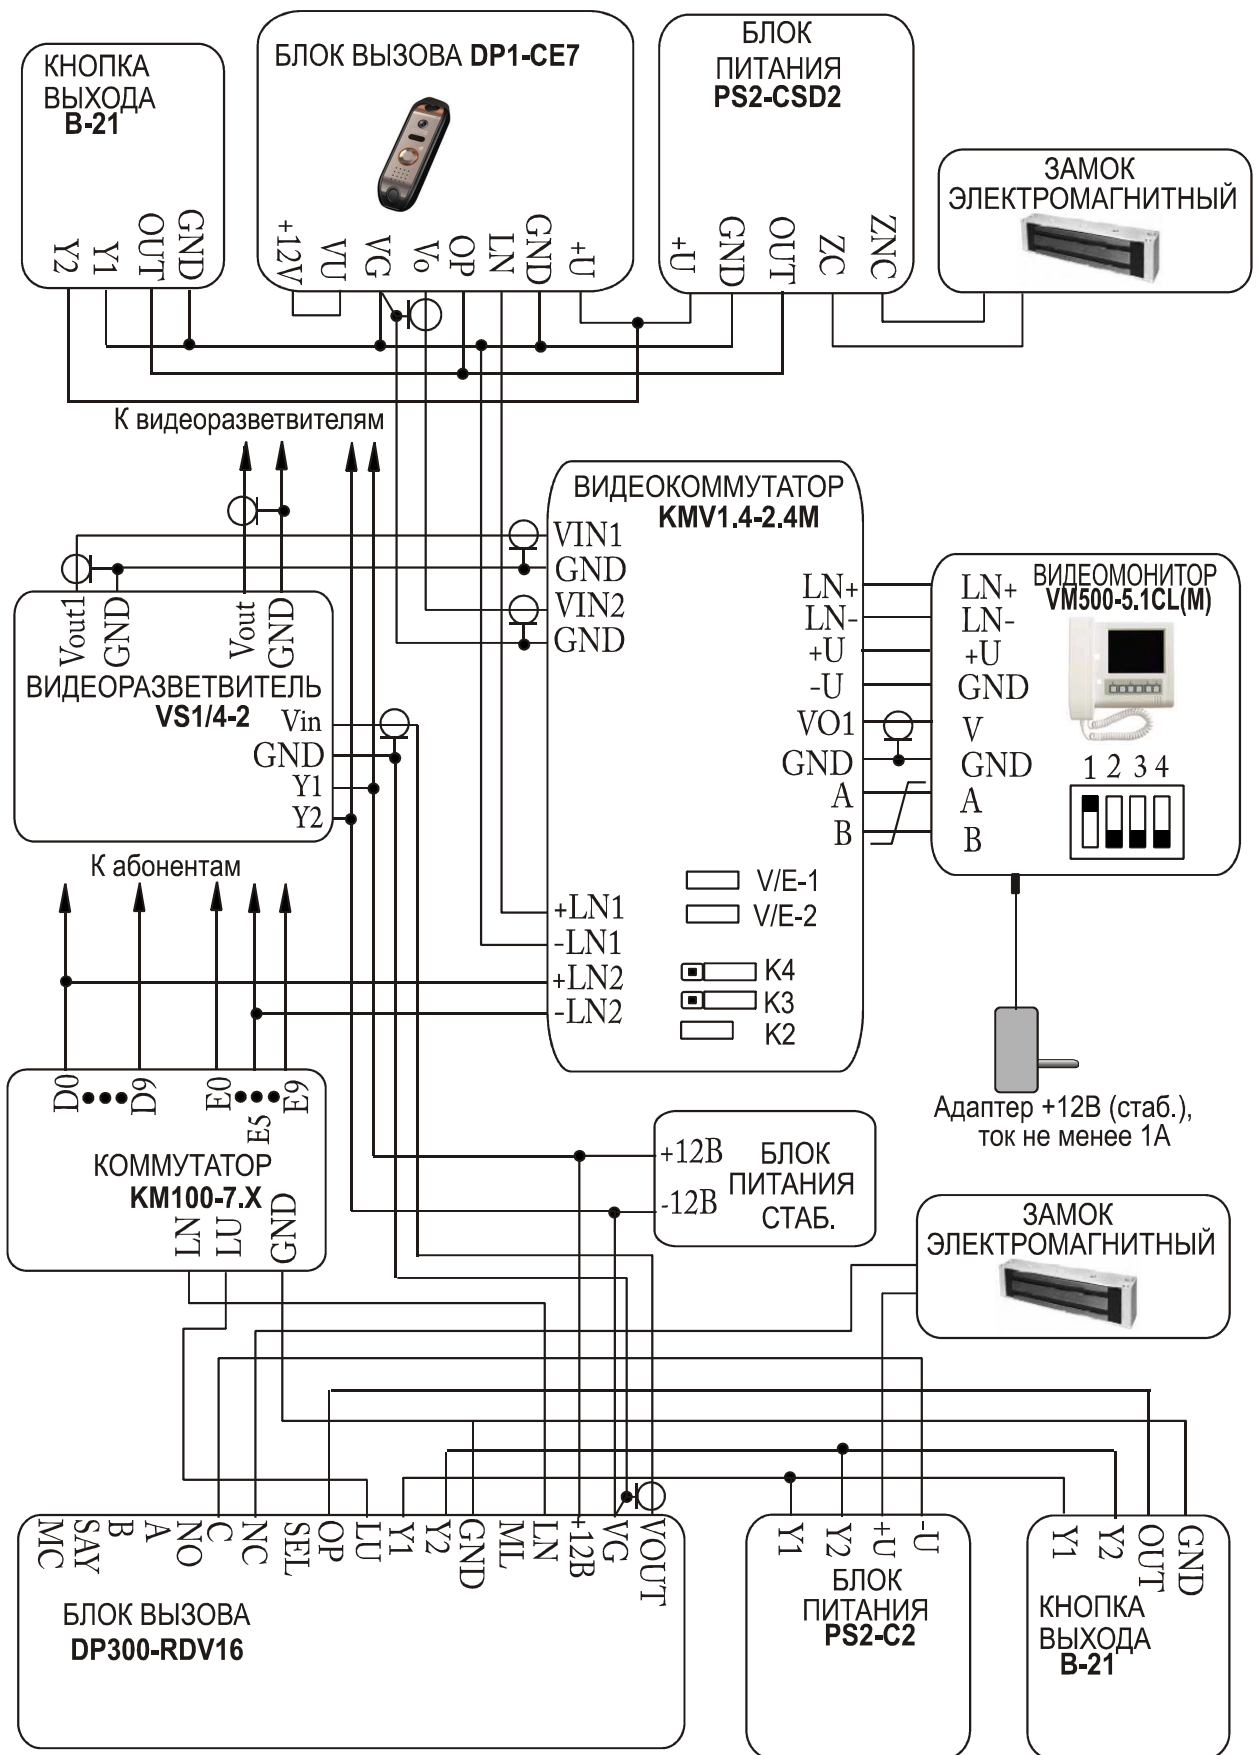 КНОПКА
ВЫХОДА
B-21
Y2
Y1
OUT
GND
БЛОК ВЫЗОВА DP1-CE7
+12V
VU
VG
Vo
OP
LN
GND
+U
БЛОК
ПИТАНИЯ
PS2-CSD2
+U
GND
OUT
ZC
ZNC
ЗАМОК
ЭЛЕКТРОМАГНИТНЫЙ
К видеоразветвителям
ВИДЕОКОММУТАТОР
KMV1.4-2.4M
VIN1
GND
VIN2
GND
LN+
LN-
+U
-U
VO1
GND
A
B
V/E-1
V/E-2
K4
K3
K2
+LN1
-LN1
+LN2
-LN2
LN+
LN-
+U
GND
V
GND
A
B
ВИДЕОМОНИТОР
VM500-5.1CL(M)
1 2 3 4
Vout1
GND
Vout
GND
ВИДЕОРАЗВЕТВИТЕЛЬ
VS1/4-2
Vin
GND
Y1
Y2
К абонентам
D0
D9
E0
E5
E9
КОММУТАТОР
KM100-7.X
LN
LU
GND
Адаптер +12В (стаб.),
ток не менее 1А
+12В
-12В
БЛОК
ПИТАНИЯ
СТАБ.
ЗАМОК
ЭЛЕКТРОМАГНИТНЫЙ
MC
SAY
B
A
NO
C
NC
SEL
OP
LU
Y1
Y2
GND
ML
LN
+12В
VG
VOUT
БЛОК ВЫЗОВА
DP300-RDV16
Y1
Y2
+U
-U
БЛОК
ПИТАНИЯ
PS2-C2
Y1
Y2
OUT
GND
КНОПКА
ВЫХОДА
B-21